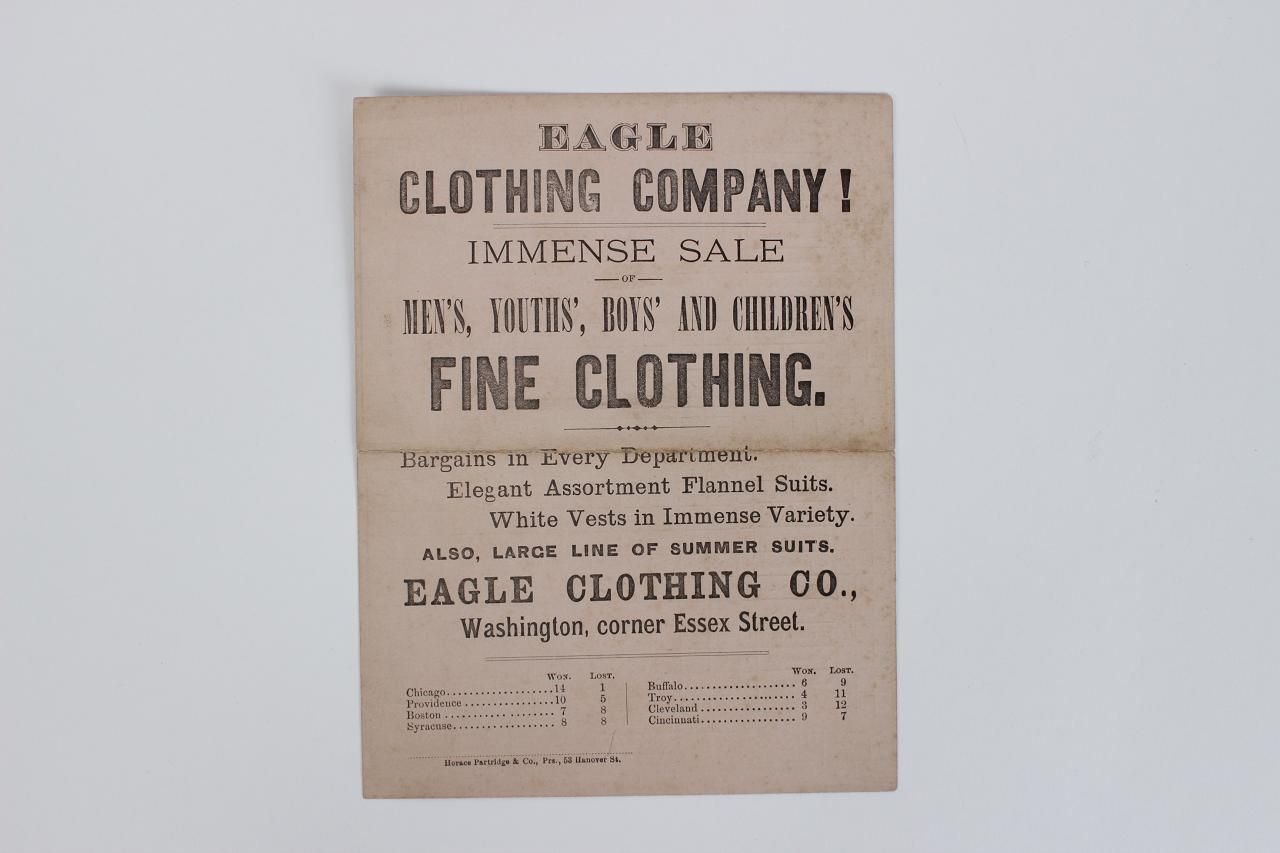 EAGLE
CLOTHING COMPANY!
IMMENSE SALE
OF
MEN'S, YOUTHS', BOYS' AND CHILDREN'S
FINE CLOTHING.
Bargains in Every Department.
Elegant Assortment Flannel Suits.
White Vests in Immense Variety.
ALSO, LARGE LINE OF SUMMER SUITS.
EAGLE CLOTHING CO.,
Washington, corner Essex Street.
WON. LOST.
Chicago...................14 1
Providence................10 5
Boston................... 7 8
Syracuse.................. 8 8
WON. LOST.
Buffalo................... 6 9
Troy..................... 4 11
Cleveland................ 3 12
Cincinnati................ 9 7
Horace Partridge & Co., Prs., 53 Hanover St.